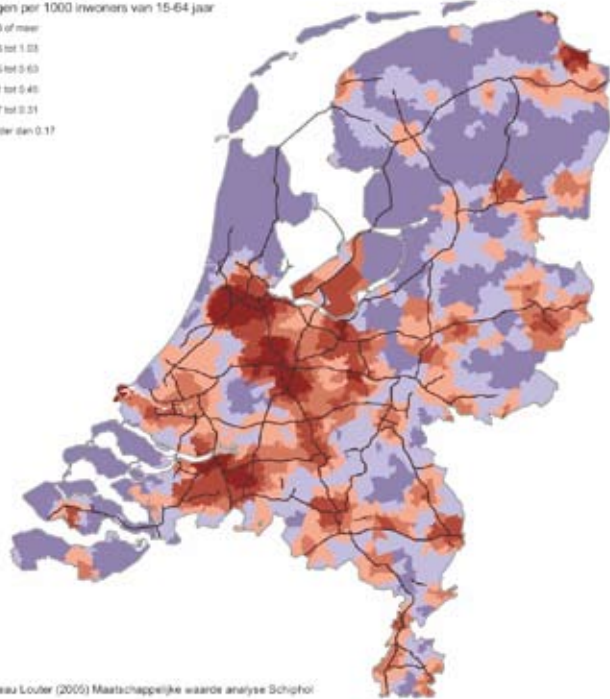 gen per 1000 inwoners van 15-64 jaar
of meer
tot 1.03
tot 0.63
tot 0.45
tot 0.31
der dan 0.17
eau Louter (2005) Maatschappelijke waarde analyse Schiphol